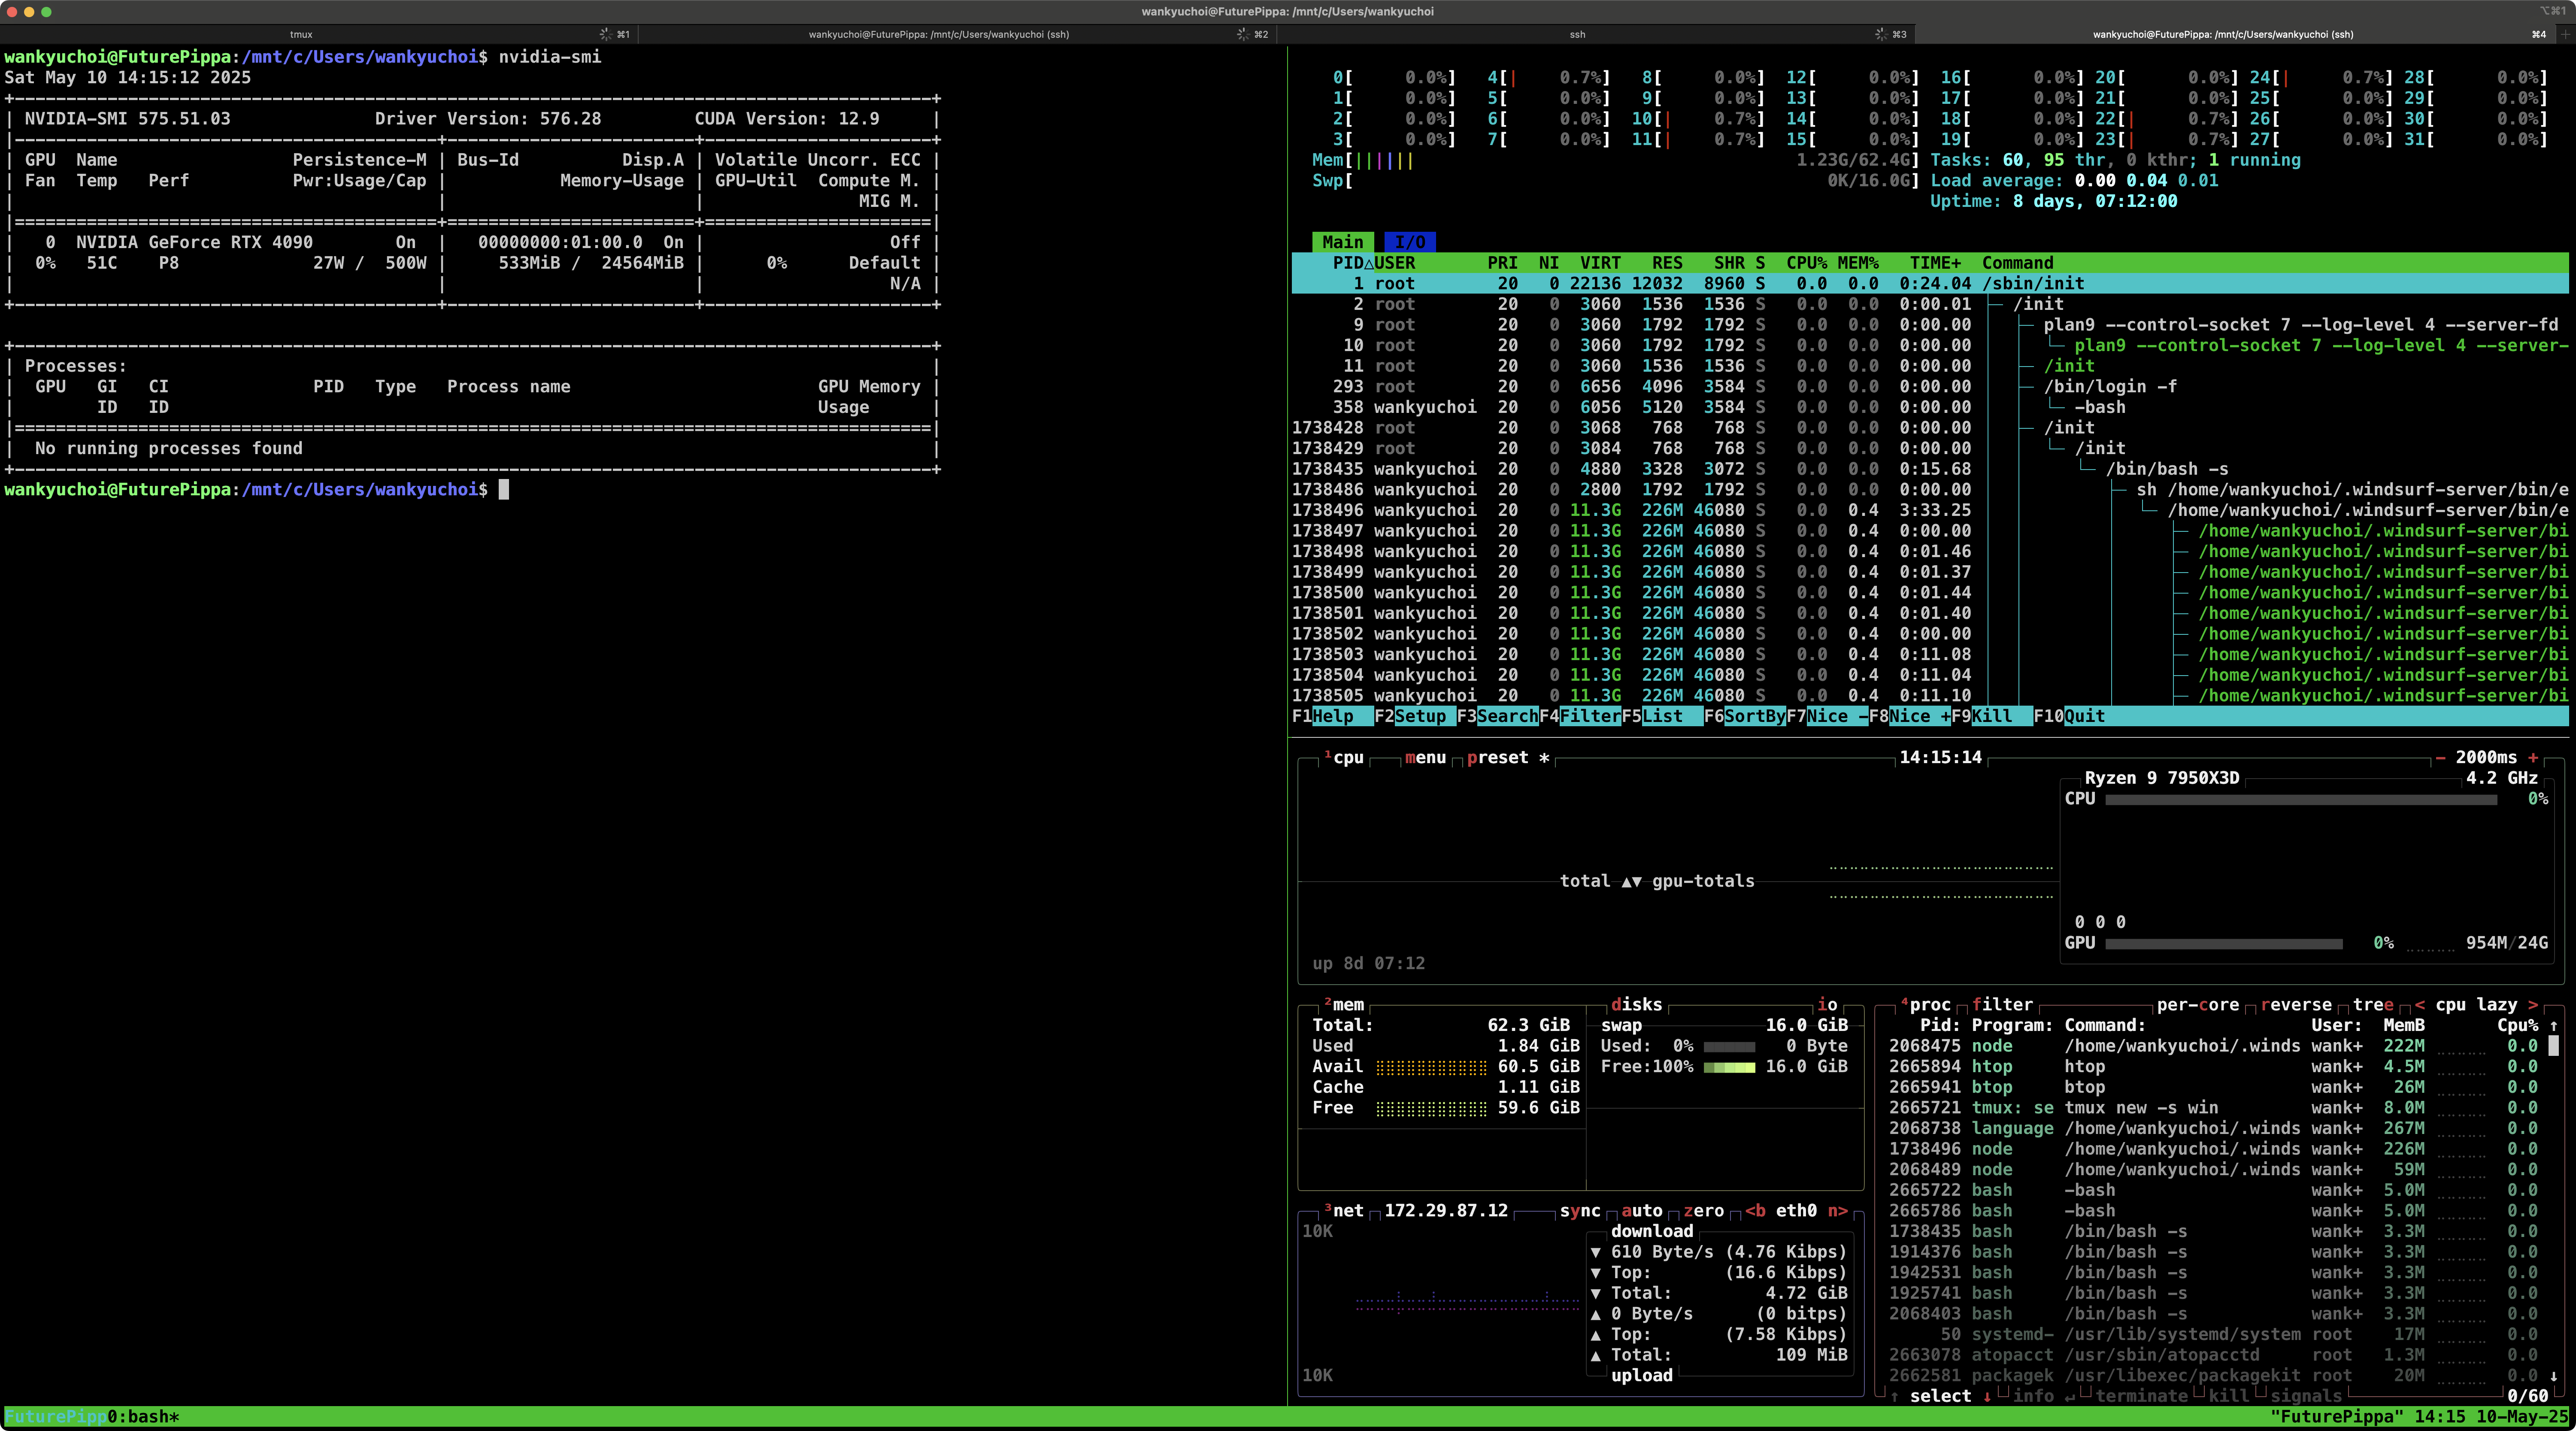 wankyuchoi@FuturePippa: /mnt/c/Users/wankyuchoi
⌥⌘1
tmux ⌘1
wankyuchoi@FuturePippa: /mnt/c/Users/wankyuchoi (ssh) ⌘2
ssh ⌘3
wankyuchoi@FuturePippa: /mnt/c/Users/wankyuchoi (ssh) ⌘4
wankyuchoi@FuturePippa:/mnt/c/Users/wankyuchoi$ nvidia-smi
Sat May 10 14:15:12 2025
NVIDIA-SMI 575.51.03 Driver Version: 576.28 CUDA Version: 12.9
GPU Name Persistence-M | Bus-Id Disp.A | Volatile Uncorr. ECC
Fan Temp Perf Pwr:Usage/Cap | Memory-Usage | GPU-Util Compute M.
MIG M.
0 NVIDIA GeForce RTX 4090 On | 00000000:01:00.0 On | Off
0% 51C P8 27W / 500W | 533MiB / 24564MiB | 0% Default
N/A
Processes:
GPU GI CI PID Type Process name GPU Memory
ID ID Usage
No running processes found
wankyuchoi@FuturePippa:/mnt/c/Users/wankyuchoi$
0[ 0.0%] 4[| 0.7%] 8[ 0.0%] 12[ 0.0%] 16[ 0.0%] 20[ 0.0%] 24[| 0.7%] 28[ 0.0%]
1[ 0.0%] 5[ 0.0%] 9[ 0.0%] 13[ 0.0%] 17[ 0.0%] 21[ 0.0%] 25[ 0.0%] 29[ 0.0%]
2[ 0.0%] 6[ 0.0%] 10[| 0.7%] 14[ 0.0%] 18[ 0.0%] 22[| 0.7%] 26[ 0.0%] 30[ 0.0%]
3[ 0.0%] 7[ 0.0%] 11[| 0.7%] 15[ 0.0%] 19[ 0.0%] 23[| 0.7%] 27[ 0.0%] 31[ 0.0%]
Mem[|||||| 1.23G/62.4G] Tasks: 60, 95 thr, 0 kthr; 1 running
Swp[ 0K/16.0G] Load average: 0.00 0.04 0.01
Uptime: 8 days, 07:12:00
Main I/O
PID△USER PRI NI VIRT RES SHR S CPU% MEM% TIME+ Command
1 root 20 0 22136 12032 8960 S 0.0 0.0 0:24.04 /sbin/init
2 root 20 0 3060 1536 1536 S 0.0 0.0 0:00.01 /init
9 root 20 0 3060 1792 1792 S 0.0 0.0 0:00.00 plan9 --control-socket 7 --log-level 4 --server-fd
10 root 20 0 3060 1792 1792 S 0.0 0.0 0:00.00 plan9 --control-socket 7 --log-level 4 --server-
11 root 20 0 3060 1536 1536 S 0.0 0.0 0:00.00 /init
293 root 20 0 6656 4096 3584 S 0.0 0.0 0:00.00 /bin/login -f
358 wankyuchoi 20 0 6056 5120 3584 S 0.0 0.0 0:00.00 -bash
1738428 root 20 0 3068 768 768 S 0.0 0.0 0:00.00 /init
1738429 root 20 0 3084 768 768 S 0.0 0.0 0:00.00 /init
1738435 wankyuchoi 20 0 4880 3328 3072 S 0.0 0.0 0:15.68 /bin/bash -s
1738486 wankyuchoi 20 0 2800 1792 1792 S 0.0 0.0 0:00.00 sh /home/wankyuchoi/.windsurf-server/bin/e
1738496 wankyuchoi 20 0 11.3G 226M 46080 S 0.0 0.4 3:33.25 /home/wankyuchoi/.windsurf-server/bin/e
1738497 wankyuchoi 20 0 11.3G 226M 46080 S 0.0 0.4 0:00.00 /home/wankyuchoi/.windsurf-server/bi
1738498 wankyuchoi 20 0 11.3G 226M 46080 S 0.0 0.4 0:01.46 /home/wankyuchoi/.windsurf-server/bi
1738499 wankyuchoi 20 0 11.3G 226M 46080 S 0.0 0.4 0:01.37 /home/wankyuchoi/.windsurf-server/bi
1738500 wankyuchoi 20 0 11.3G 226M 46080 S 0.0 0.4 0:01.44 /home/wankyuchoi/.windsurf-server/bi
1738501 wankyuchoi 20 0 11.3G 226M 46080 S 0.0 0.4 0:01.40 /home/wankyuchoi/.windsurf-server/bi
1738502 wankyuchoi 20 0 11.3G 226M 46080 S 0.0 0.4 0:00.00 /home/wankyuchoi/.windsurf-server/bi
1738503 wankyuchoi 20 0 11.3G 226M 46080 S 0.0 0.4 0:11.08 /home/wankyuchoi/.windsurf-server/bi
1738504 wankyuchoi 20 0 11.3G 226M 46080 S 0.0 0.4 0:11.04 /home/wankyuchoi/.windsurf-server/bi
1738505 wankyuchoi 20 0 11.3G 226M 46080 S 0.0 0.4 0:11.10 /home/wankyuchoi/.windsurf-server/bi
F1Help F2Setup F3SearchF4FilterF5List F6SortByF7Nice -F8Nice +F9Kill F10Quit
¹cpu menu preset * 14:15:14 - 2000ms +
Ryzen 9 7950X3D 4.2 GHz
CPU 0%
total ▲▼ gpu-totals
0 0 0
GPU 0% 954M/24G
up 8d 07:12
²mem
Total: 62.3 GiB
Used 1.84 GiB
Avail 60.5 GiB
Cache 1.11 GiB
Free 59.6 GiB
disks io
swap 16.0 GiB
Used: 0% 0 Byte
Free:100% 16.0 GiB
³net 172.29.87.12 sync auto zero <b eth0 n>
10K
download
▼ 610 Byte/s (4.76 Kibps)
▼ Top: (16.6 Kibps)
▼ Total: 4.72 GiB
▲ 0 Byte/s (0 bitps)
▲ Top: (7.58 Kibps)
▲ Total: 109 MiB
10K
upload
⁴proc filter per-core reverse tree < cpu lazy >
Pid: Program: Command: User: MemB Cpu% ↑
2068475 node /home/wankyuchoi/.winds wank+ 222M 0.0
2665894 htop htop wank+ 4.5M 0.0
2665941 btop btop wank+ 26M 0.0
2665721 tmux: se tmux new -s win wank+ 8.0M 0.0
2068738 language /home/wankyuchoi/.winds wank+ 267M 0.0
1738496 node /home/wankyuchoi/.winds wank+ 226M 0.0
2068489 node /home/wankyuchoi/.winds wank+ 59M 0.0
2665722 bash -bash wank+ 5.0M 0.0
2665786 bash -bash wank+ 5.0M 0.0
1738435 bash /bin/bash -s wank+ 3.3M 0.0
1914376 bash /bin/bash -s wank+ 3.3M 0.0
1942531 bash /bin/bash -s wank+ 3.3M 0.0
1925741 bash /bin/bash -s wank+ 3.3M 0.0
2068403 bash /bin/bash -s wank+ 3.3M 0.0
50 systemd- /usr/lib/systemd/system root 17M 0.0
2663078 atopacct /usr/sbin/atopacctd root 1.3M 0.0
2662581 packagek /usr/libexec/packagekit root 20M 0.0 ↓
↑ select ↓ info ↵ terminate kill signals 0/60
FuturePipp0:bash*
"FuturePippa" 14:15 10-May-25